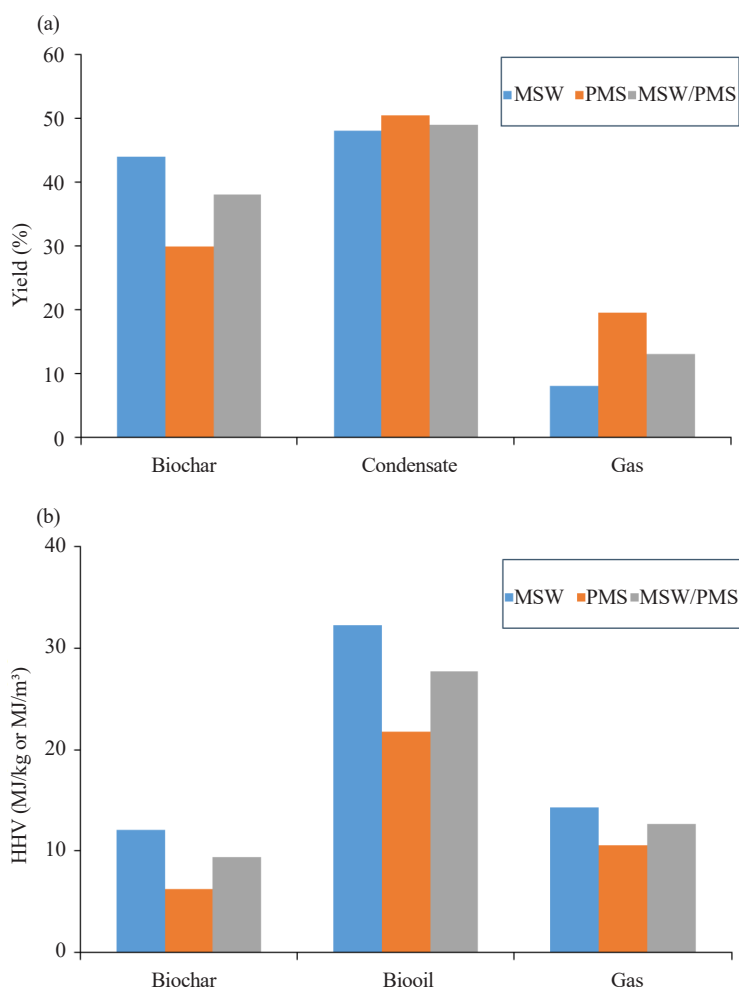 (a)
60
50
40
30
20
10
0
Yield (%)
MSW PMS MSW/PMS
Biochar Condensate Gas
(b)
40
30
20
10
0
HHV (MJ/kg or MJ/m³)
MSW PMS MSW/PMS
Biochar Biooil Gas